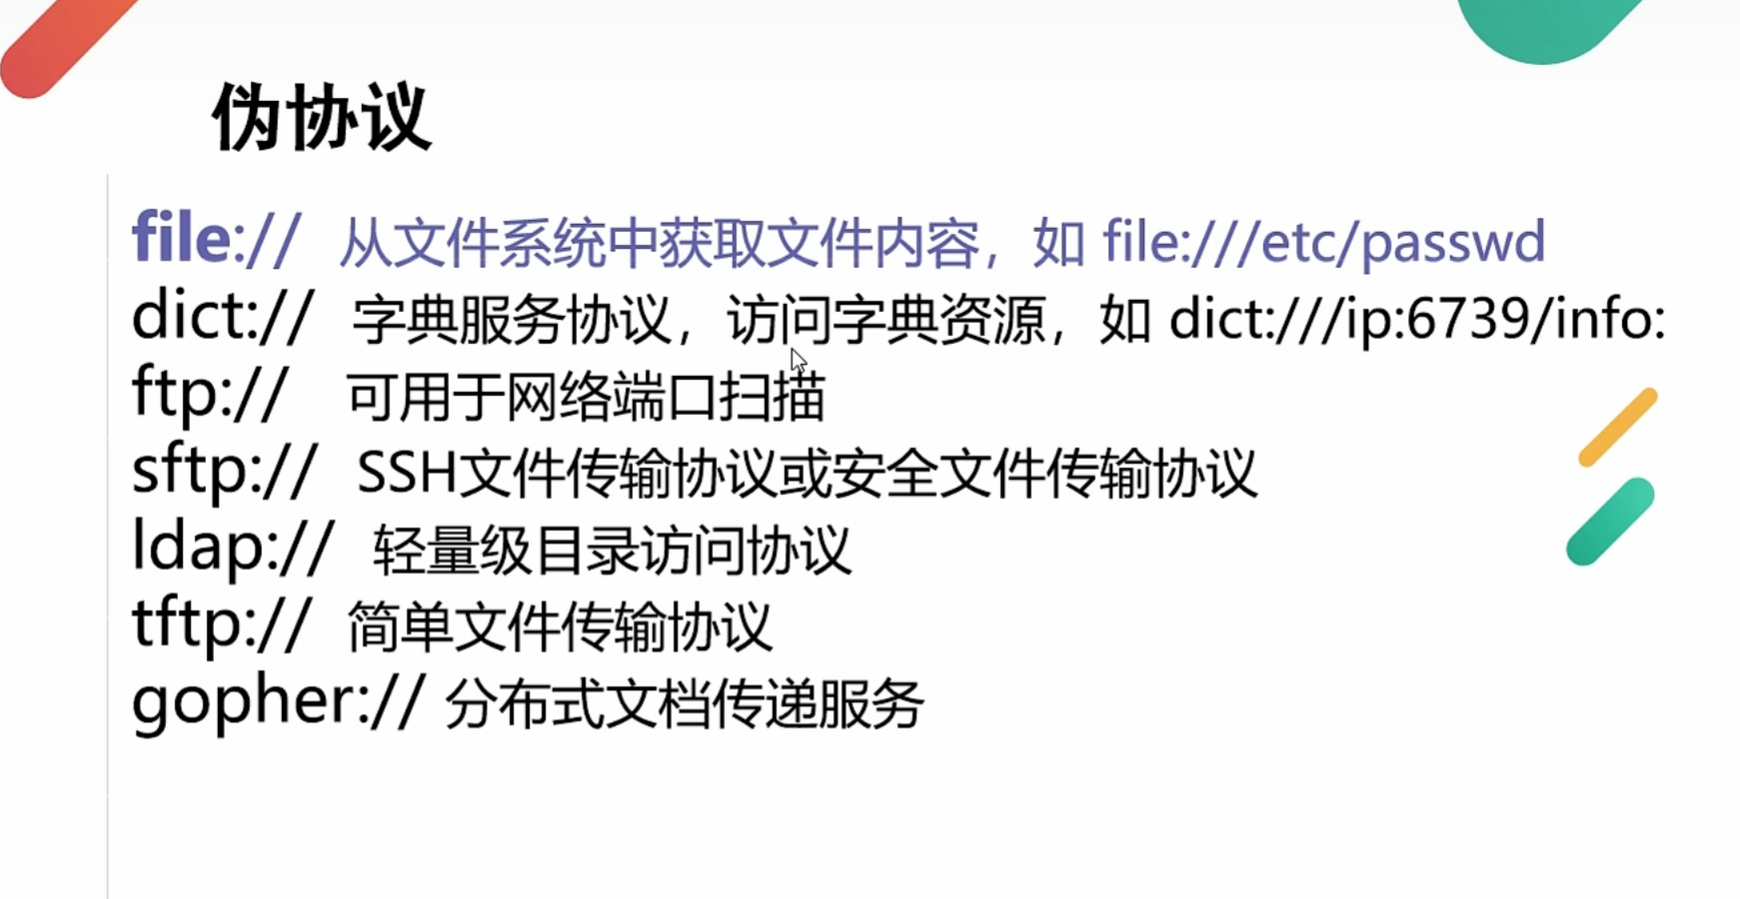 伪协议
file:// 从文件系统中获取文件内容，如 file:///etc/passwd
dict:// 字典服务协议，访问字典资源，如 dict:///ip:6739/info:
ftp:// 可用于网络端口扫描
sftp:// SSH文件传输协议或安全文件传输协议
ldap:// 轻量级目录访问协议
tftp:// 简单文件传输协议
gopher:// 分布式文档传递服务